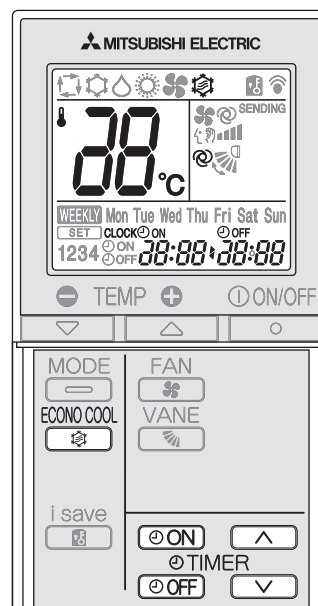 MITSUBISHI ELECTRIC
SENDING
88°C
WEEKLY Mon Tue Wed Thu Fri Sat Sun
SET CLOCK ON OFF
1234 ON 88:88 88:88
OFF
TEMP ON/OFF
MODE FAN
ECONO COOL VANE
i save
ON
TIMER
OFF